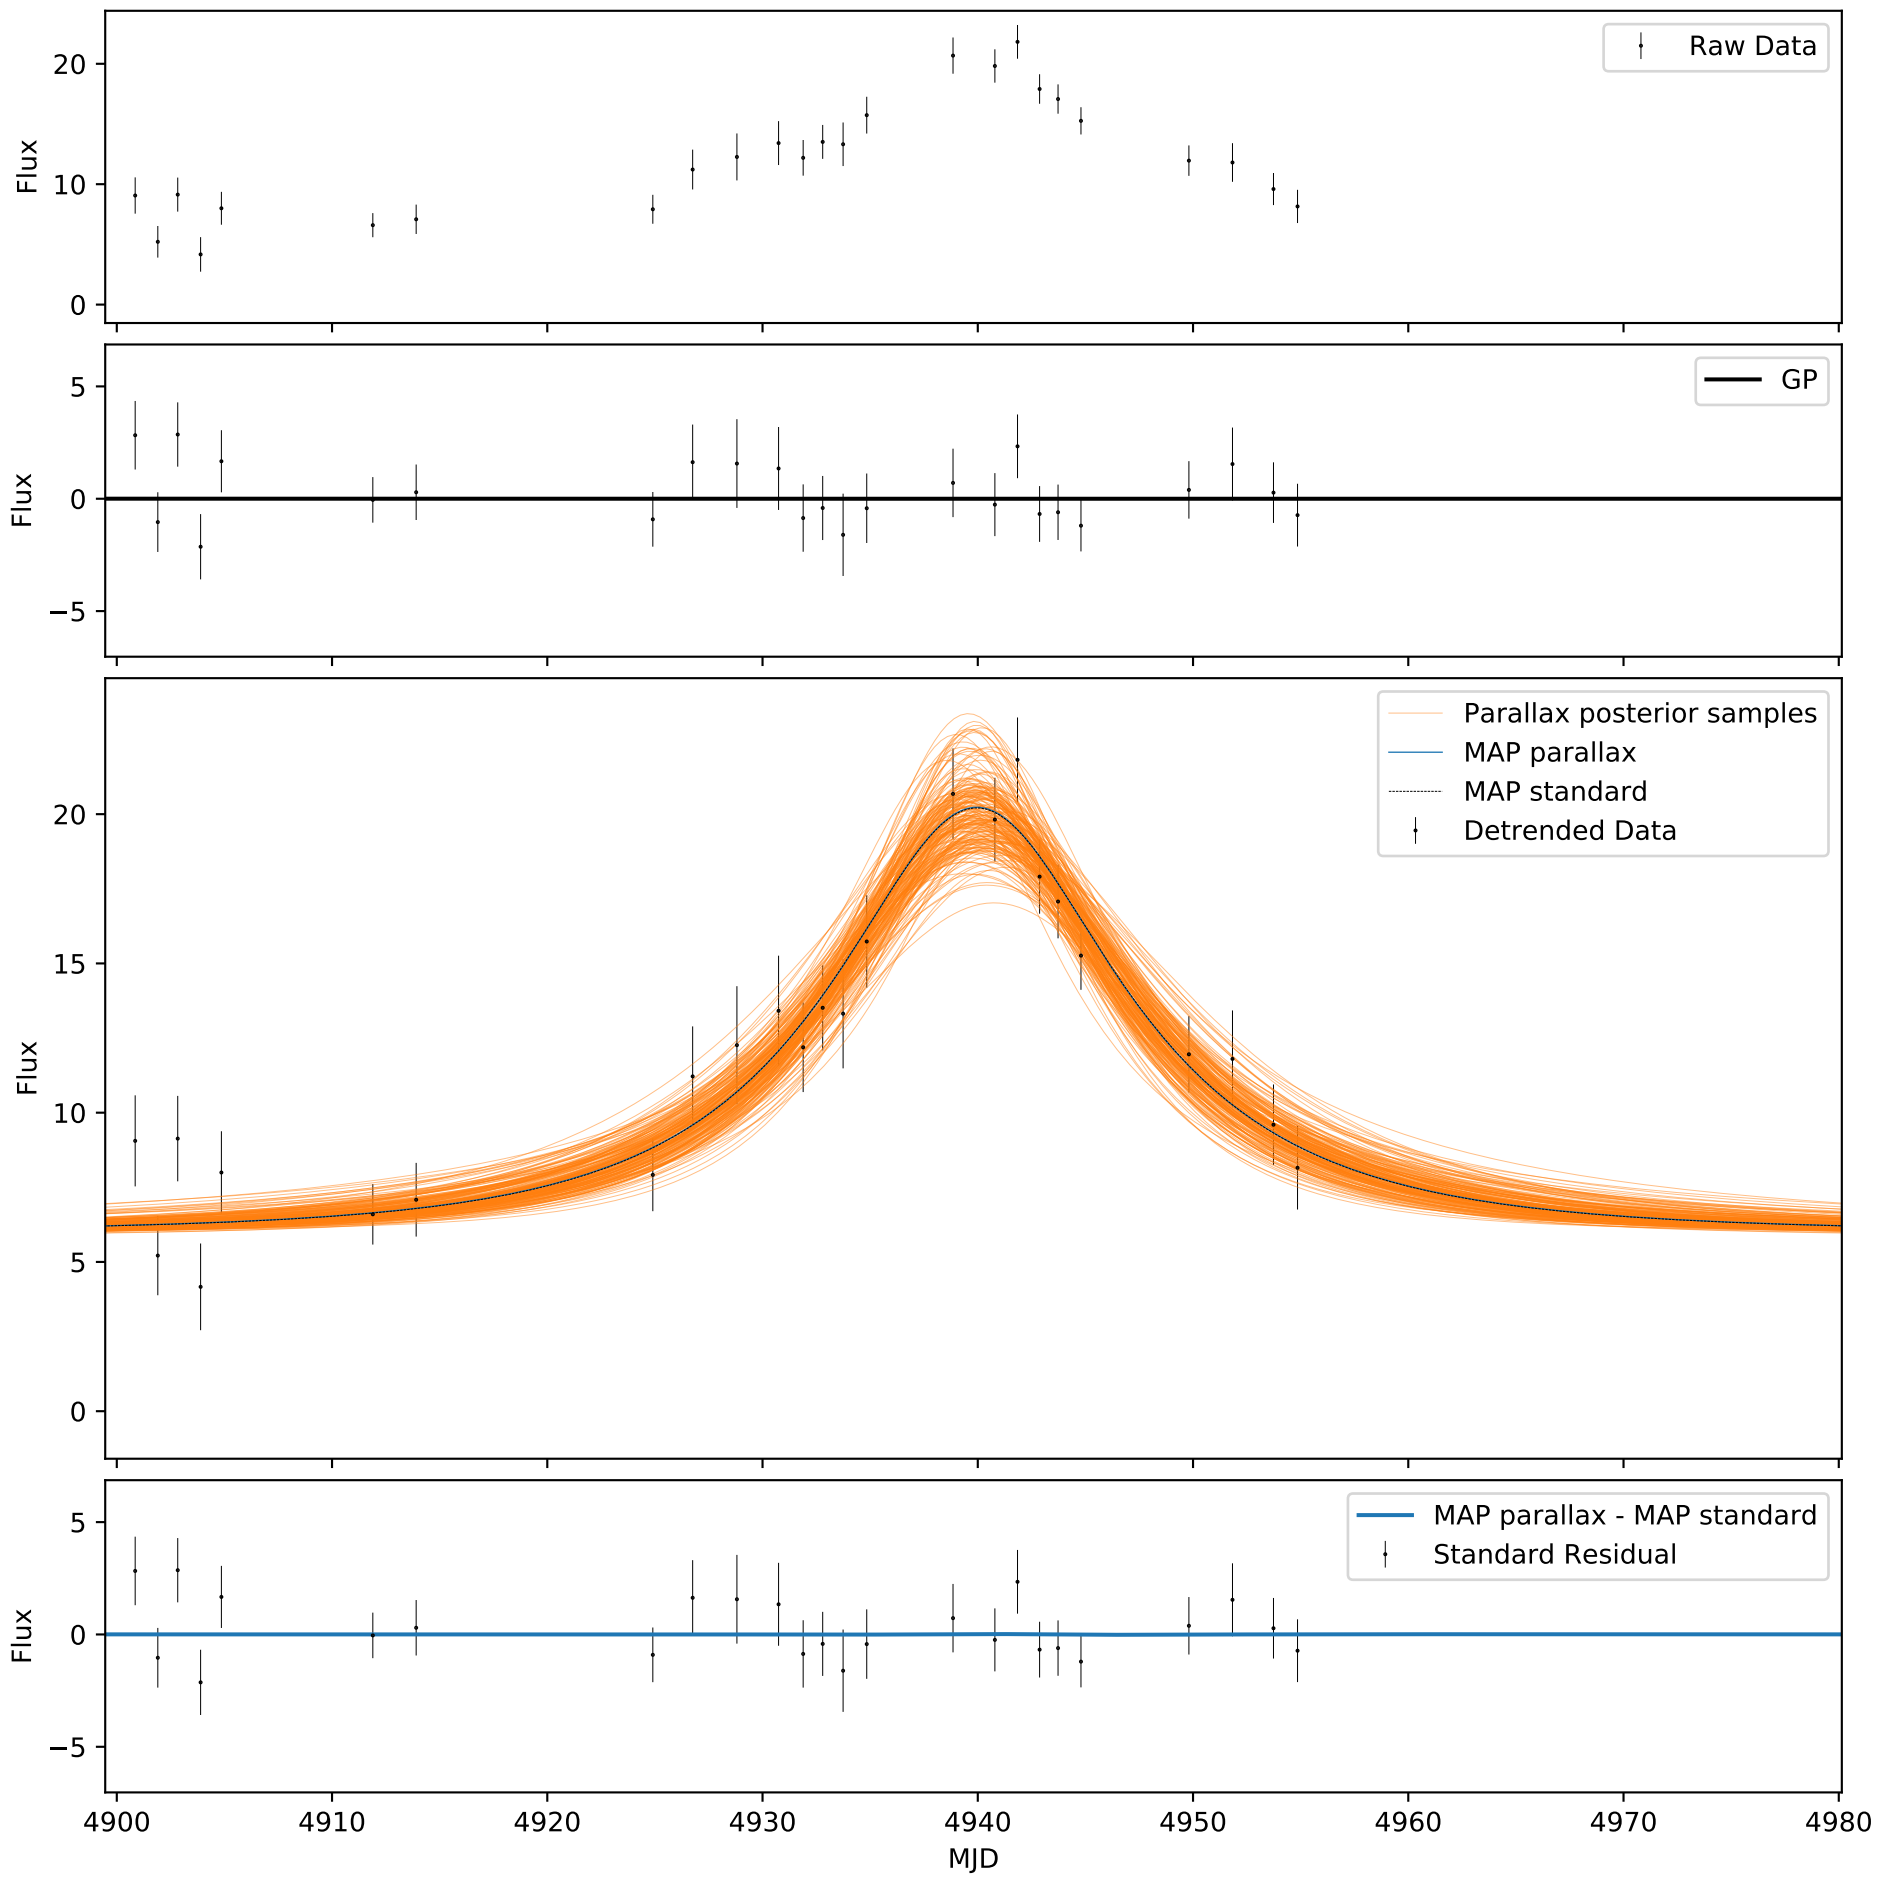 Raw Data
20
10
0
Flux
GP
5
0
−5
Flux
Parallax posterior samples
MAP parallax
MAP standard
Detrended Data
20
15
10
5
0
Flux
MAP parallax - MAP standard
Standard Residual
5
0
−5
Flux
4900 4910 4920 4930 4940 4950 4960 4970 4980
MJD